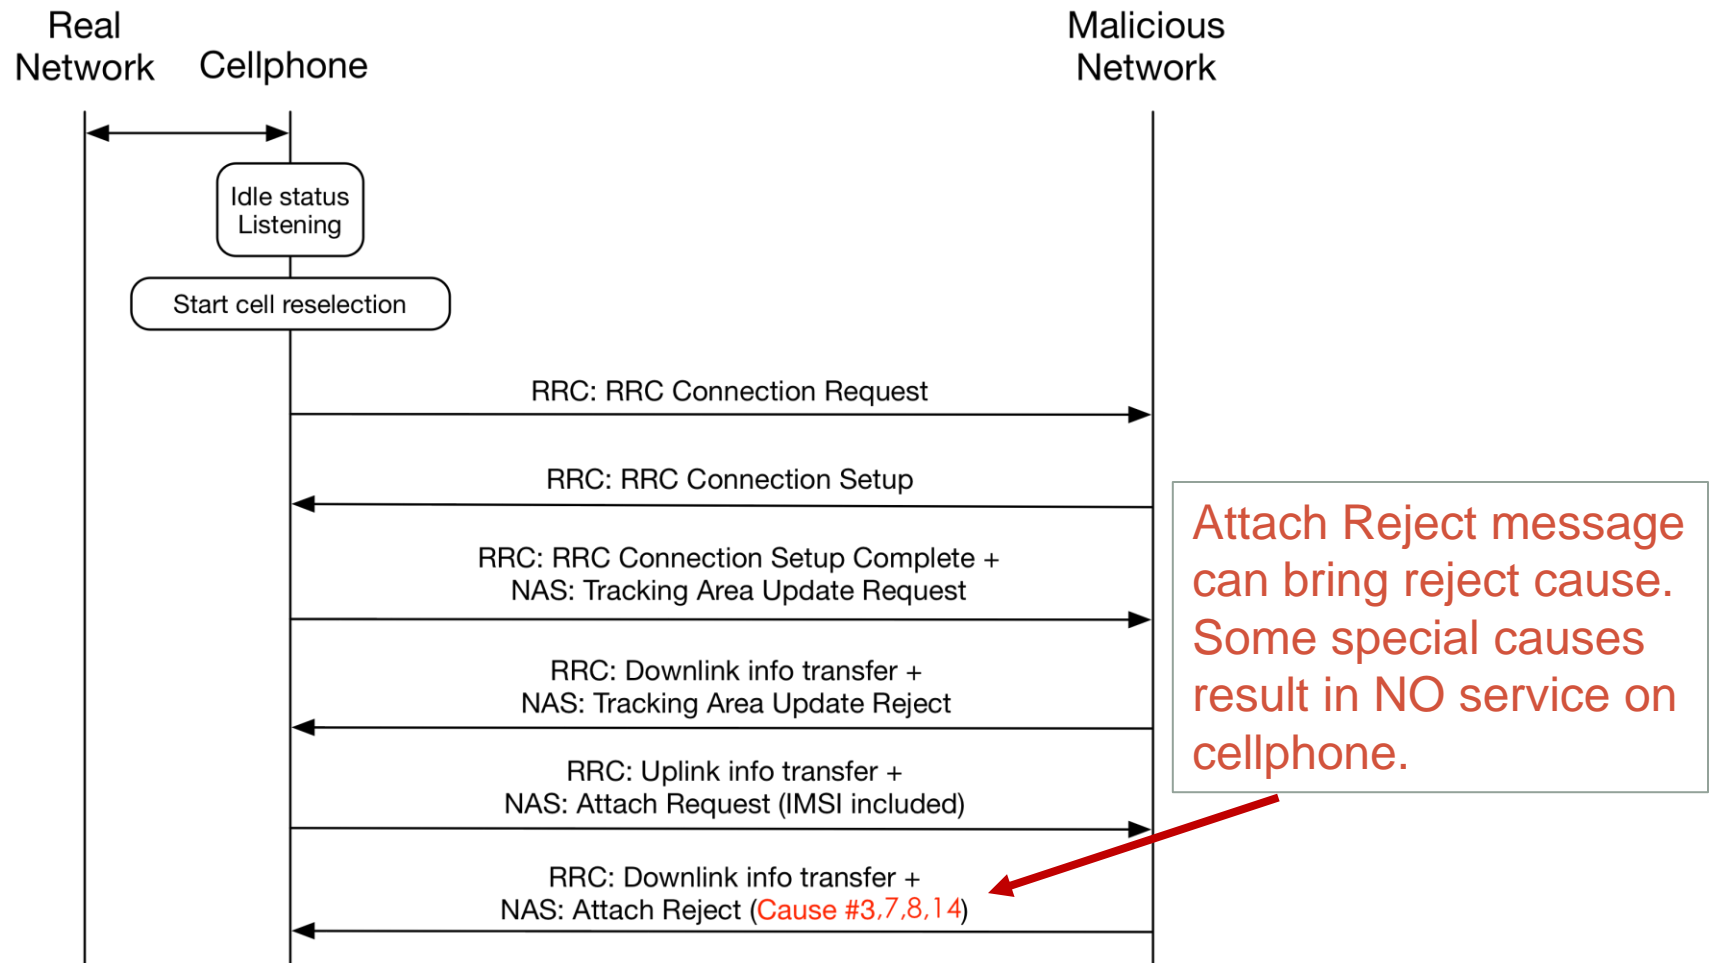 Real
Network
Cellphone
Malicious
Network
Idle status
Listening
Start cell reselection
RRC: RRC Connection Request
RRC: RRC Connection Setup
RRC: RRC Connection Setup Complete +
NAS: Tracking Area Update Request
RRC: Downlink info transfer +
NAS: Tracking Area Update Reject
RRC: Uplink info transfer +
NAS: Attach Request (IMSI included)
RRC: Downlink info transfer +
NAS: Attach Reject (Cause #3,7,8,14)
Attach Reject message
can bring reject cause.
Some special causes
result in NO service on
cellphone.